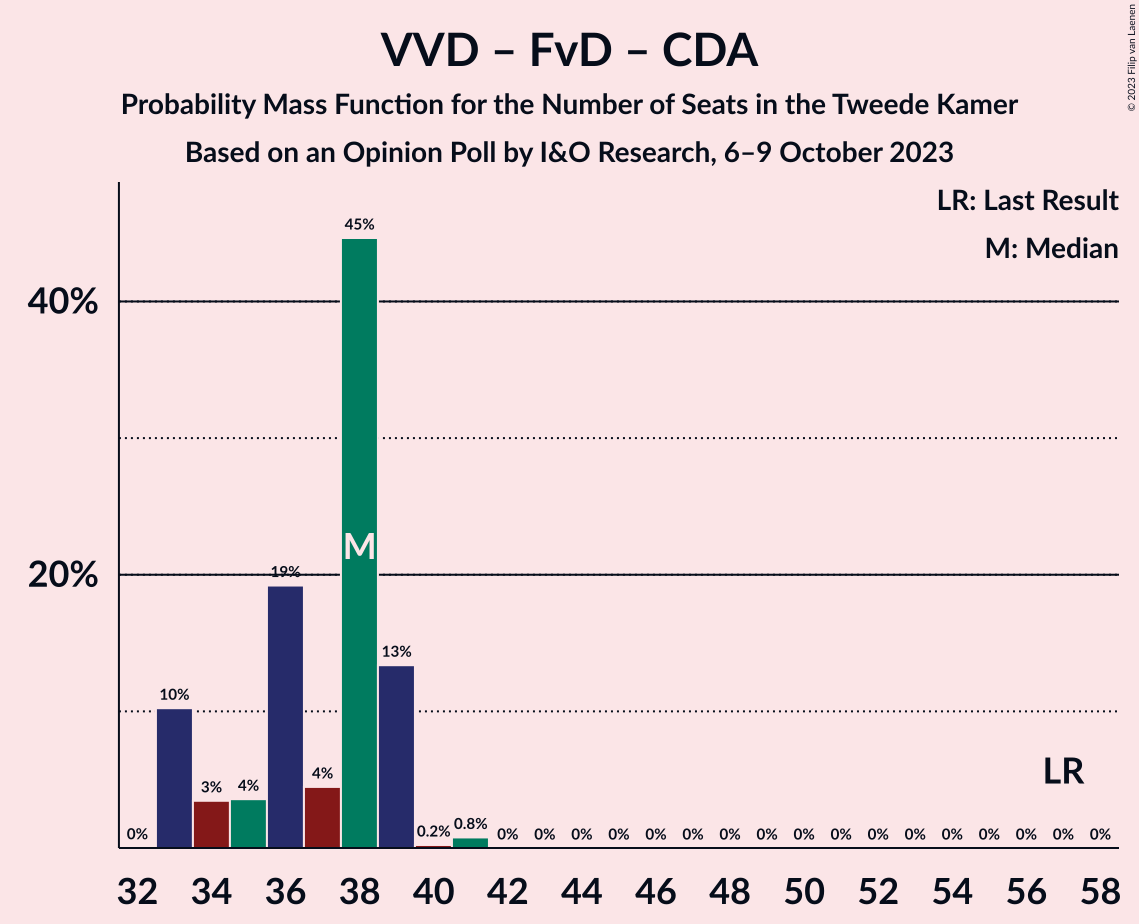 VVD – FvD – CDA
Probability Mass Function for the Number of Seats in the Tweede Kamer
Based on an Opinion Poll by I&O Research, 6–9 October 2023
© 2023 Filip van Laenen
LR: Last Result
M: Median
40%
20%
0% 10% 3% 4% 19% 4% 45% 13% 0.2% 0.8% 0% 0% 0% 0% 0% 0% 0% 0% 0% 0% 0% 0% 0% 0% 0% 0% 0%
M
LR
32 34 36 38 40 42 44 46 48 50 52 54 56 58